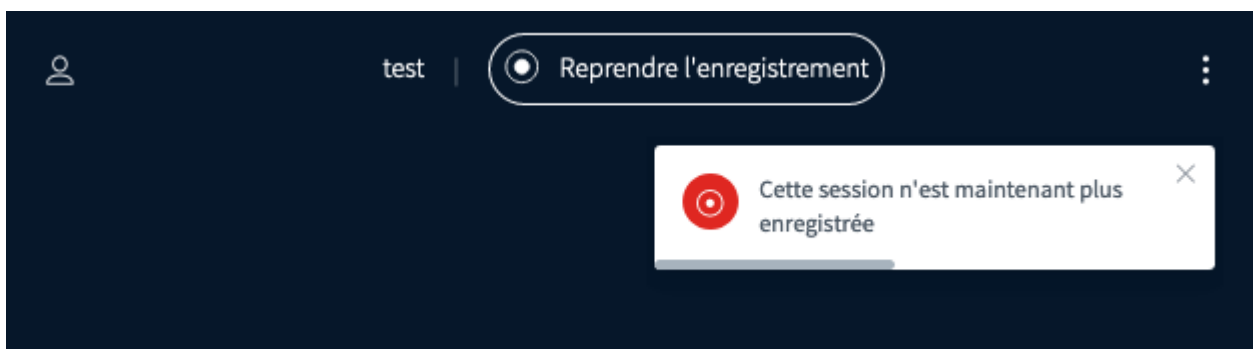 test | Reprendre l'enregistrement
Cette session n'est maintenant plus
enregistrée